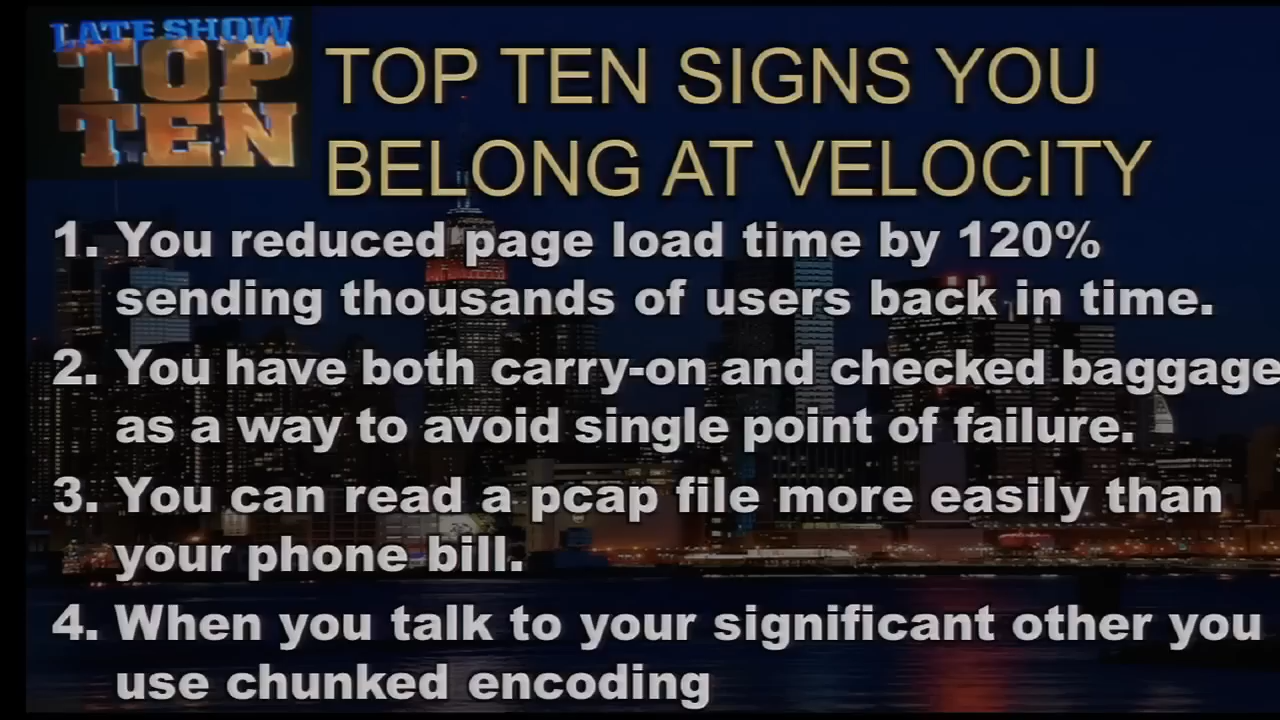 LATE SHOW
TOP
TEN
TOP TEN SIGNS YOU
BELONG AT VELOCITY
1. You reduced page load time by 120%
sending thousands of users back in time.
2. You have both carry-on and checked baggage
as a way to avoid single point of failure.
3. You can read a pcap file more easily than
your phone bill.
4. When you talk to your significant other you
use chunked encoding